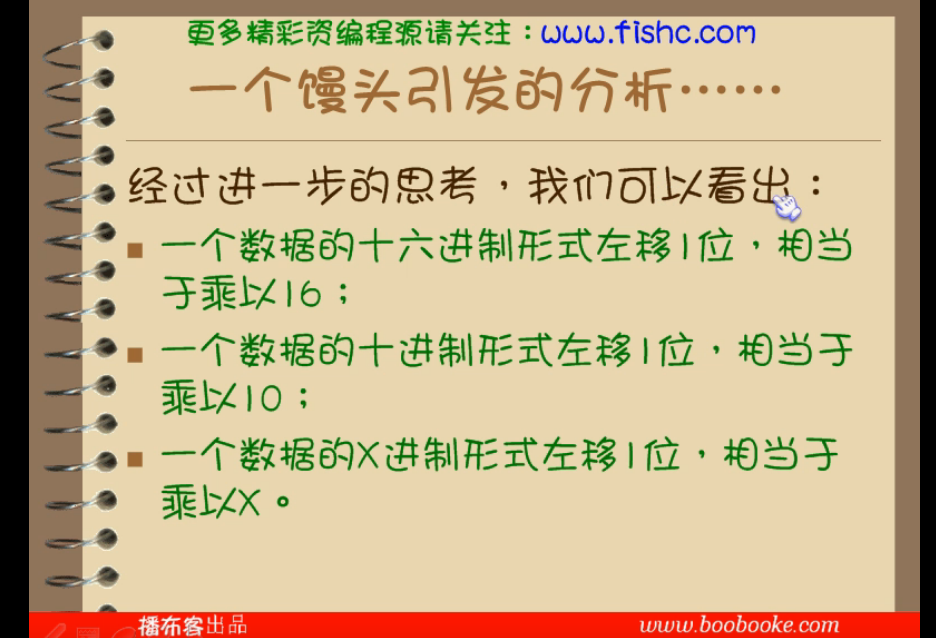 更多精彩资编程源请关注：www.fishc.com
一个馒头引发的分析……
经过进一步的思考，我们可以看出：
一个数据的十六进制形式左移1位，相当
于乘以16；
一个数据的十进制形式左移1位，相当于
乘以10；
一个数据的X进制形式左移1位，相当于
乘以X。
播布客出品 www.boobooke.com